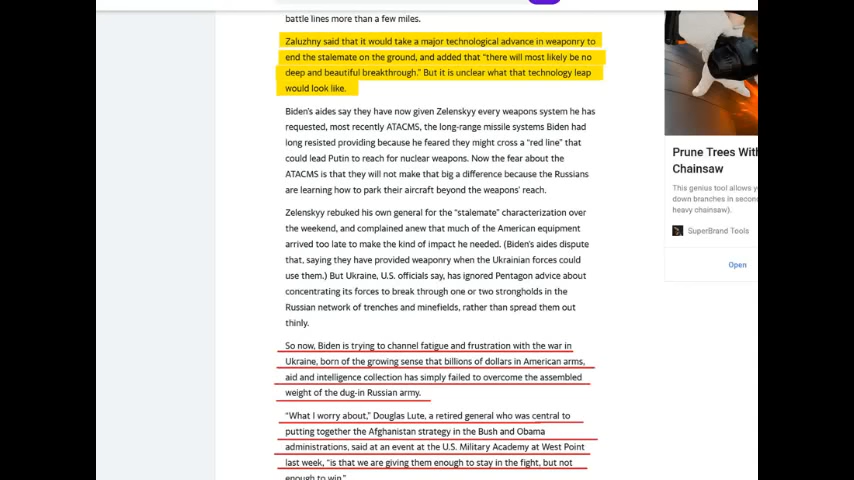 battle lines more than a few miles.
Zaluzhny said that it would take a major technological advance in weaponry to
end the stalemate on the ground, and added that “there will most likely be no
deep and beautiful breakthrough.” But it is unclear what that technology leap
would look like.
Biden’s aides say they have now given Zelenskyy every weapons system he has
requested, most recently ATACMS, the long-range missile systems Biden had
long resisted providing because he feared they might cross a “red line” that
could lead Putin to reach for nuclear weapons. Now the fear about the
ATACMS is that they will not make that big a difference because the Russians
are learning how to park their aircraft beyond the weapons’ reach.
Zelenskyy rebuked his own general for the “stalemate” characterization over
the weekend, and complained anew that much of the American equipment
arrived too late to make the kind of impact he needed. (Biden’s aides dispute
that, saying they have provided weaponry when the Ukrainian forces could
use them.) But Ukraine, U.S. officials say, has ignored Pentagon advice about
concentrating its forces to break through one or two strongholds in the
Russian network of trenches and minefields, rather than spread them out
thinly.
So now, Biden is trying to channel fatigue and frustration with the war in
Ukraine, born of the growing sense that billions of dollars in American arms,
aid and intelligence collection has simply failed to overcome the assembled
weight of the dug-in Russian army.
“What I worry about,” Douglas Lute, a retired general who was central to
putting together the Afghanistan strategy in the Bush and Obama
administrations, said at an event at the U.S. Military Academy at West Point
last week, “is that we are giving them enough to stay in the fight, but not
enough to win.”
Prune Trees With
Chainsaw
This genius tool allows y
down branches in secon
heavy chainsaw).
SuperBrand Tools
Open